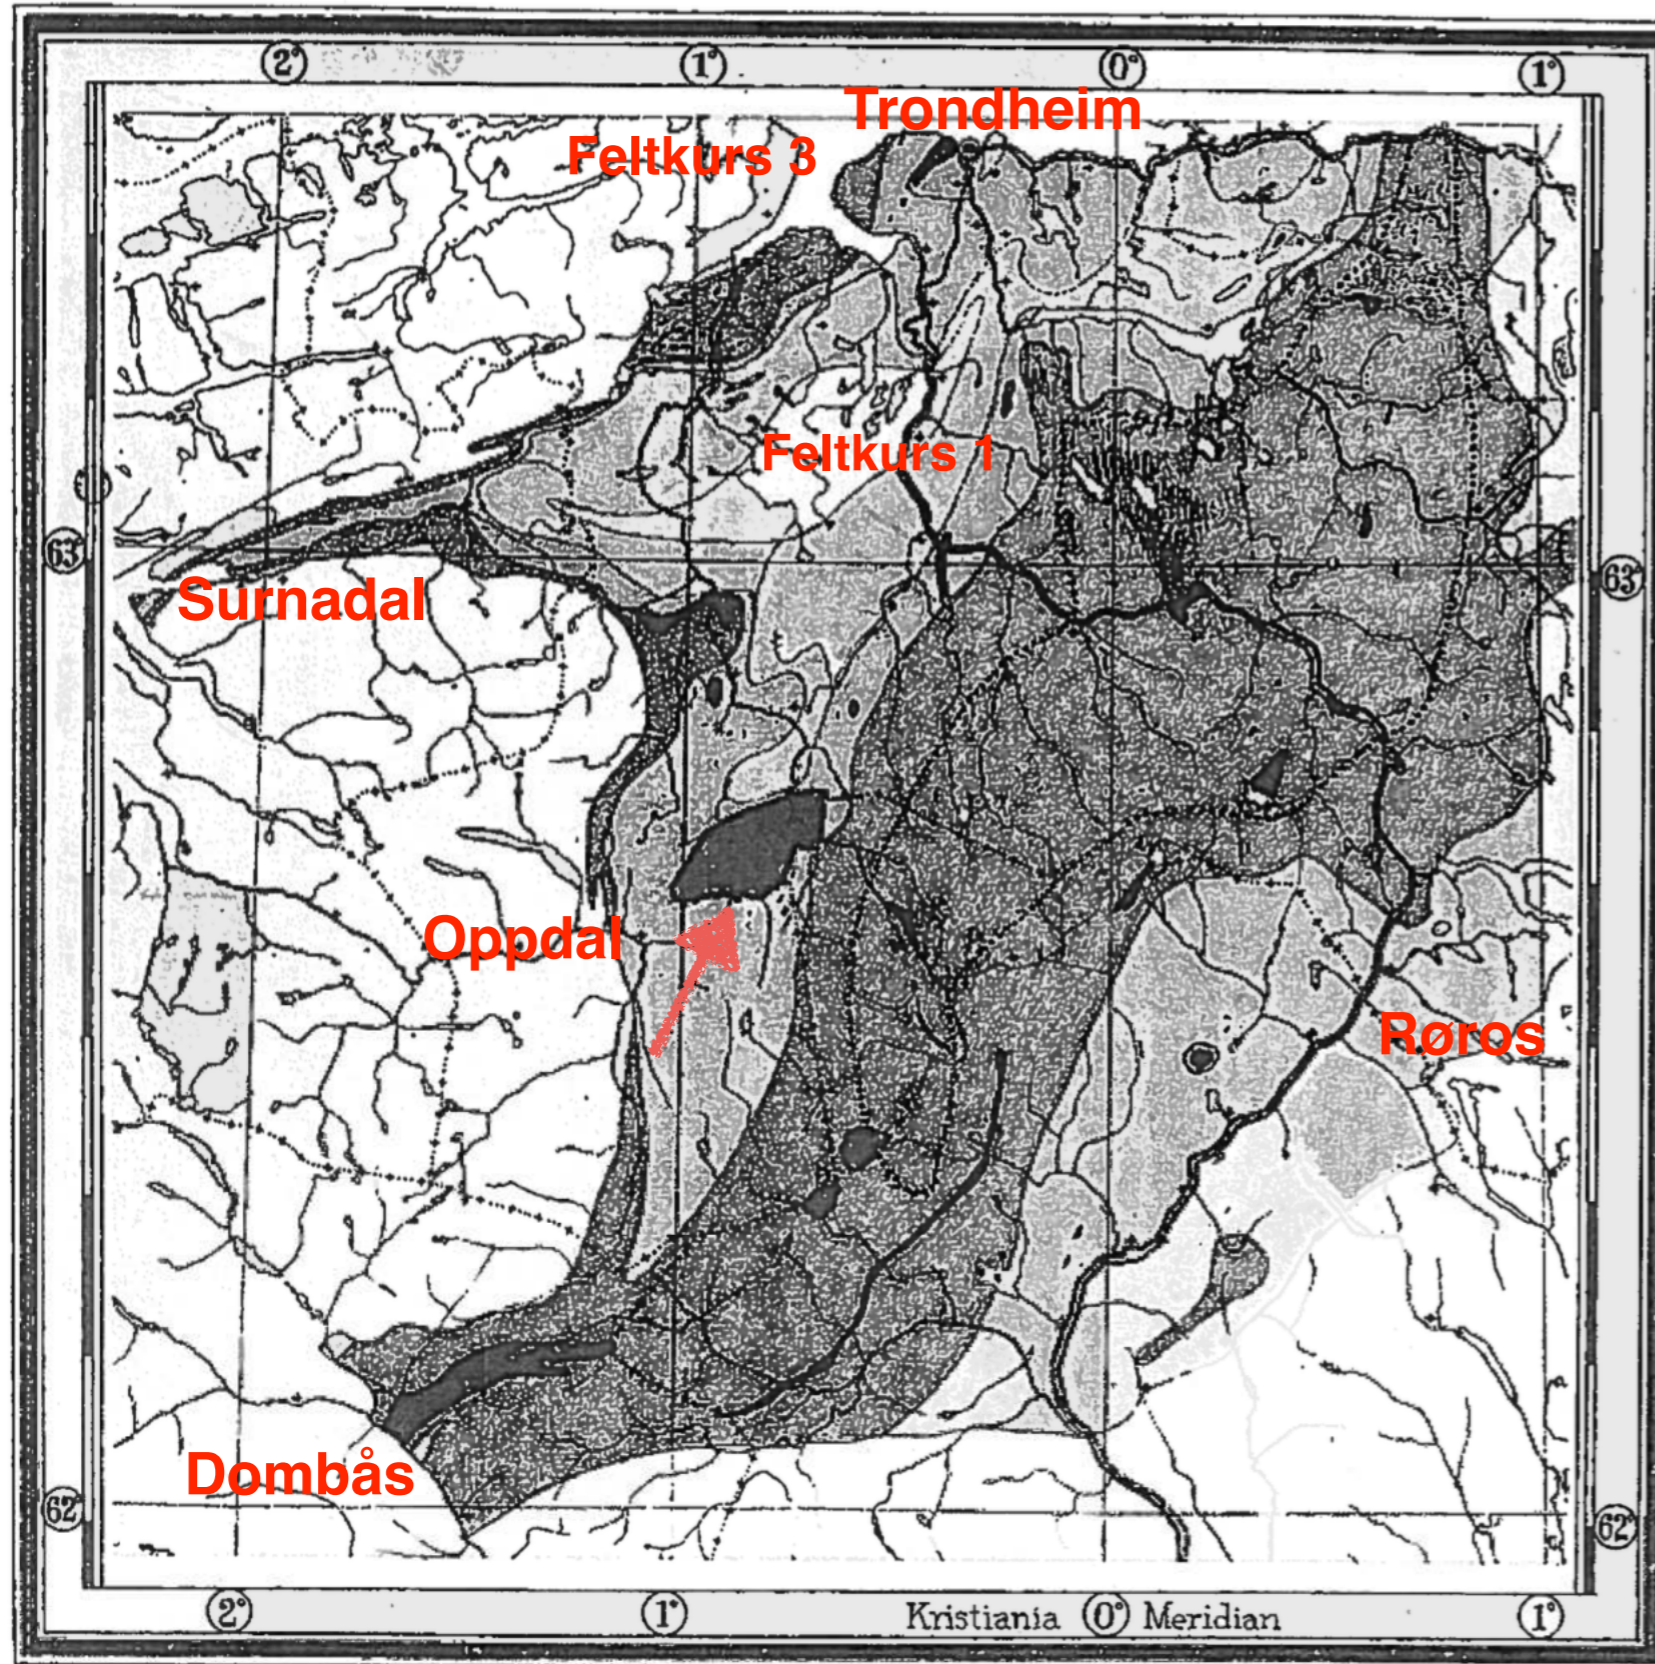 2° 1° 0° 1°
Trondheim
Feltkurs 3
Feltkurs 1
63° 63°
Surnadal
Oppdal
Røros
Dombås
62° 62°
2° 1° Kristiania 0° Meridian 1°